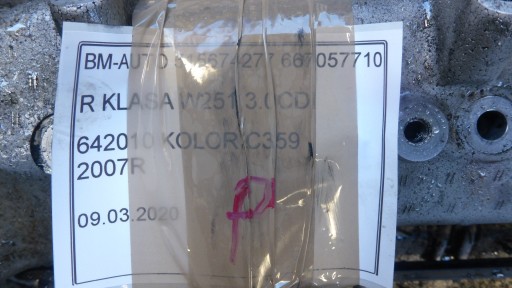 BM-AUTO 667057710
R KLASA W251 3.0CDI
642010 KOLOR C359
2007R
09.03.2020
P